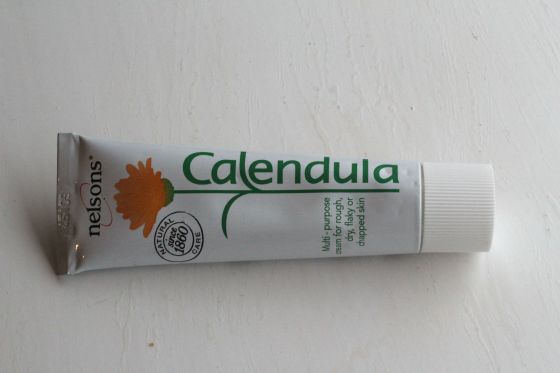 nelsons®
Calendula
NATURAL
since
1860
CARE
Multi-purpose
cream for rough,
dry, flaky or
chapped skin